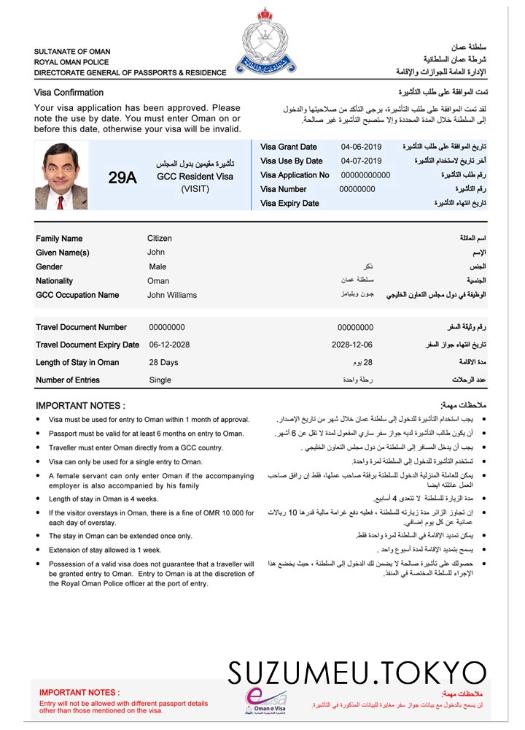 SULTANATE OF OMAN
ROYAL OMAN POLICE
DIRECTORATE GENERAL OF PASSPORTS & RESIDENCE
سلطنة عمان
شرطة عمان السلطانية
الإدارة العامة للجوازات والإقامة
Visa Confirmation
تمت الموافقة على طلب التأشيرة
Your visa application has been approved. Please
note the use by date. You must enter Oman on or
before this date, otherwise your visa will be invalid.
لقد تمت الموافقة على طلب التأشيرة، يرجى التأكد من صلاحيتها والدخول
إلى السلطنة خلال المدة المحددة وإلا ستصبح التأشيرة غير صالحة.
29A
تأشيرة مقيمين بدول المجلس
GCC Resident Visa
(VISIT)
Visa Grant Date 04-06-2019 تاريخ الموافقة على طلب التأشيرة
Visa Use By Date 04-07-2019 آخر تاريخ لاستخدام التأشيرة
Visa Application No 00000000000 رقم طلب التأشيرة
Visa Number 00000000 رقم التأشيرة
Visa Expiry Date تاريخ انتهاء التأشيرة
Family Name Citizen اسم العائلة
Given Name(s) John الإسم
Gender Male ذكر الجنس
Nationality Oman سلطنة عمان الجنسية
GCC Occupation Name John Williams جون ويليامز الوظيفة في دول مجلس التعاون الخليجي
Travel Document Number 00000000 00000000 رقم وثيقة السفر
Travel Document Expiry Date 06-12-2028 2028-12-06 تاريخ انتهاء جواز السفر
Length of Stay in Oman 28 Days 28 يوم مدة الاقامة
Number of Entries Single رحلة واحدة عدد الرحلات
IMPORTANT NOTES :
• Visa must be used for entry to Oman within 1 month of approval.
• Passport must be valid for at least 6 months on entry to Oman.
• Traveller must enter Oman directly from a GCC country.
• Visa can only be used for a single entry to Oman.
• A female servant can only enter Oman if the accompanying
employer is also accompanied by his family
• Length of stay in Oman is 4 weeks.
• If the visitor overstays in Oman, there is a fine of OMR 10.000 for
each day of overstay.
• The stay in Oman can be extended once only.
• Extension of stay allowed is 1 week.
• Possession of a valid visa does not guarantee that a traveller will
be granted entry to Oman. Entry to Oman is at the discretion of
the Royal Oman Police officer at the port of entry.
ملاحظات مهمة:
• يجب استخدام التأشيرة للدخول إلى سلطنة عمان خلال شهر من تاريخ الإصدار.
• أن يكون طالب التأشيرة لديه جواز سفر ساري المفعول لمدة لا تقل عن 6 أشهر.
• يجب أن يدخل المسافر إلى السلطنة من دول مجلس التعاون الخليجي .
• تستخدم التأشيرة للدخول إلى السلطنة لمرة واحدة.
• يمكن للعاملة المنزلية الدخول للسلطنة برفقة صاحب عملها، فقط إن رافق صاحب
العمل عائلته ايضا
• مدة الزيارة للسلطنة لا تتعدى 4 أسابيع.
• إن تجاوز الزائر مدة زيارته للسلطنة ، فعليه دفع غرامة مالية قدرها 10 ريالات
عمانية عن كل يوم إضافي.
• يمكن تمديد الإقامة في السلطنة لمرة واحدة فقط.
• يسمح بتمديد الإقامة لمدة أسبوع واحد .
• حصولك على تأشيرة صالحة لا يضمن لك الدخول إلى السلطنة ، حيث يخضع هذا
الإجراء للسلطة المختصة في المنفذ.
SUZUMEU.TOKYO
IMPORTANT NOTES :
Entry will not be allowed with different passport details
other than those mentioned on the visa.
evisa
Oman e Visa
ملاحظات مهمة:
لن يسمح بالدخول مع بيانات جواز سفر مغايرة للبيانات المذكورة في التأشيرة.